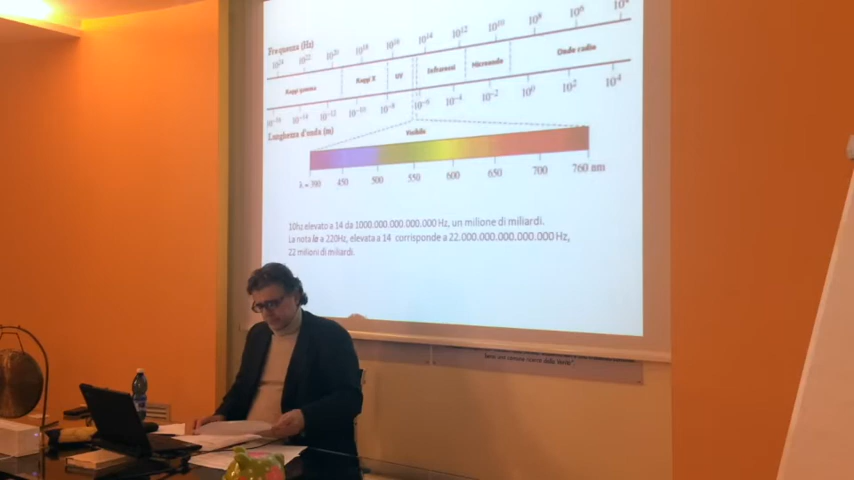 Frequenza (Hz)
10²⁴ 10²² 10²⁰ 10¹⁸ 10¹⁶ 10¹⁴ 10¹² 10¹⁰ 10⁸ 10⁶ 10⁴
Raggi gamma Raggi X UV Infrarossi Microonde Onde radio
10⁻¹⁶ 10⁻¹⁴ 10⁻¹² 10⁻¹⁰ 10⁻⁸ 10⁻⁶ 10⁻⁴ 10⁻² 10⁰ 10² 10⁴
Lunghezza d'onda (m)
Visibile
λ = 390 450 500 550 600 650 700 760 nm
10hz elevato a 14 da 1000.000.000.000.000 Hz, un milione di miliardi.
La nota la a 220Hz, elevata a 14 corrisponde a 22.000.000.000.000.000 Hz,
22 milioni di miliardi.